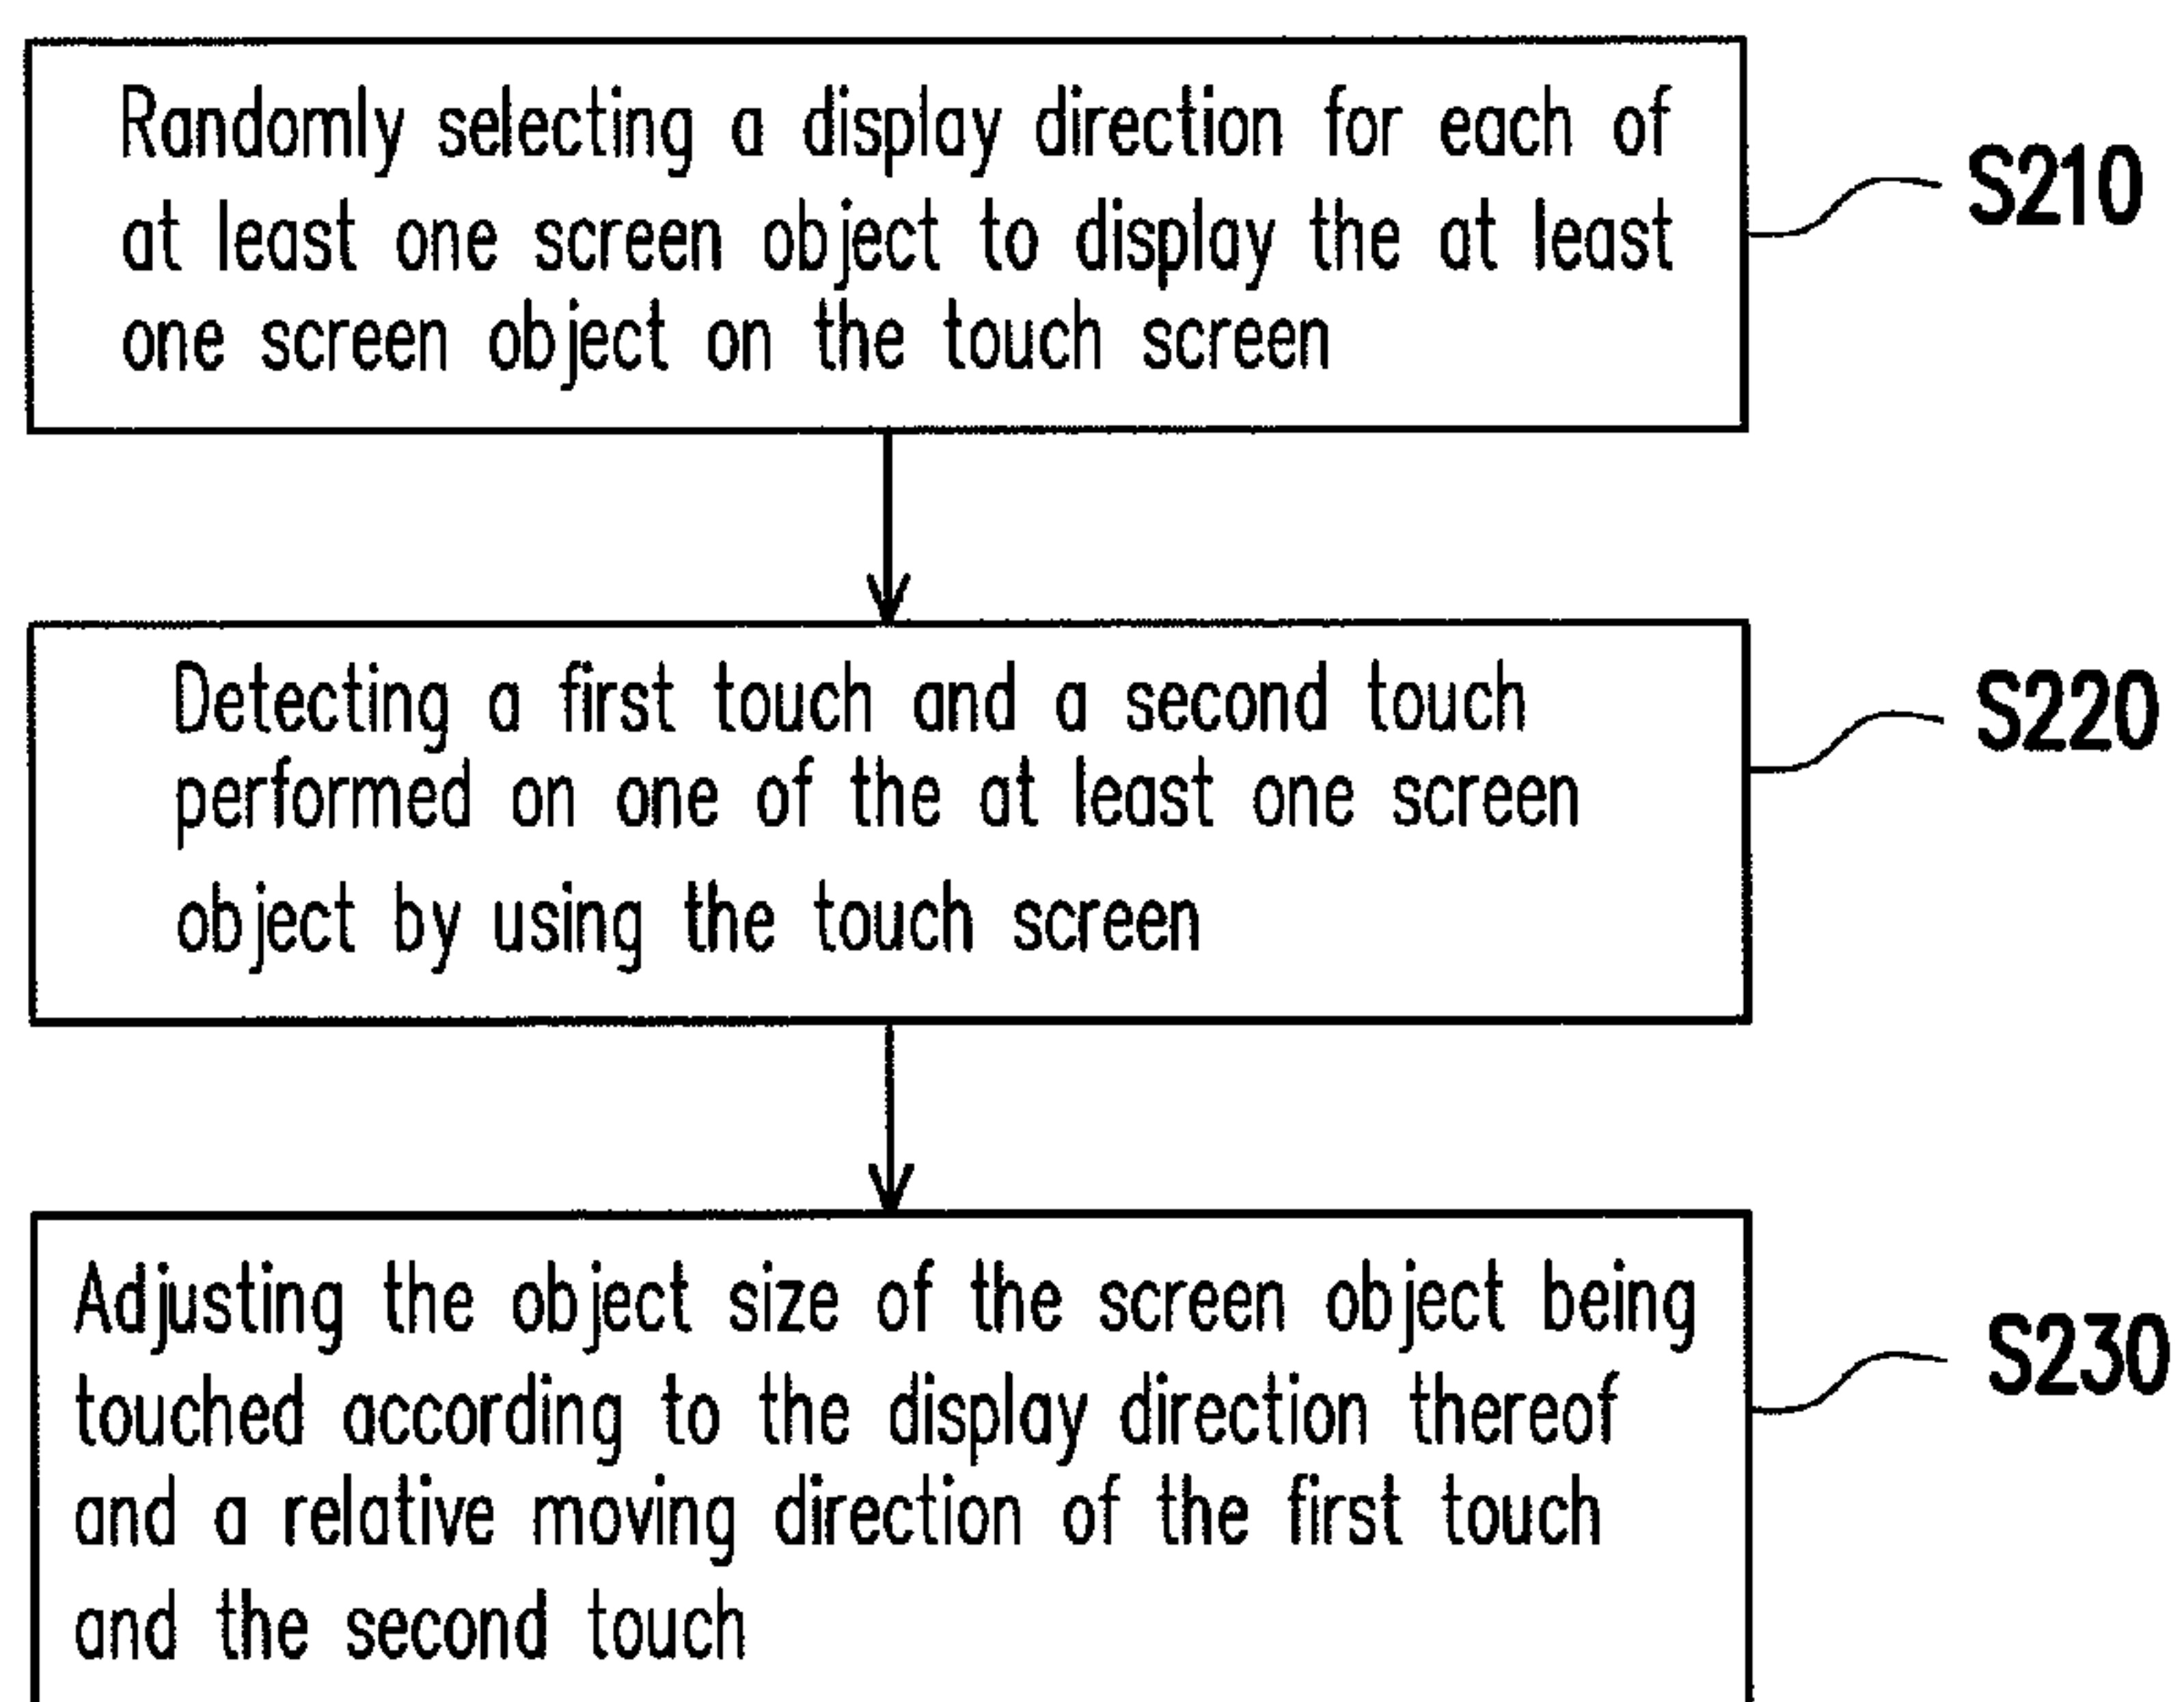 Randomly selecting a display direction for each of
at least one screen object to display the at least
one screen object on the touch screen
S210
Detecting a first touch and a second touch
performed on one of the at least one screen
object by using the touch screen
S220
Adjusting the object size of the screen object being
touched according to the display direction thereof
and a relative moving direction of the first touch
and the second touch
S230